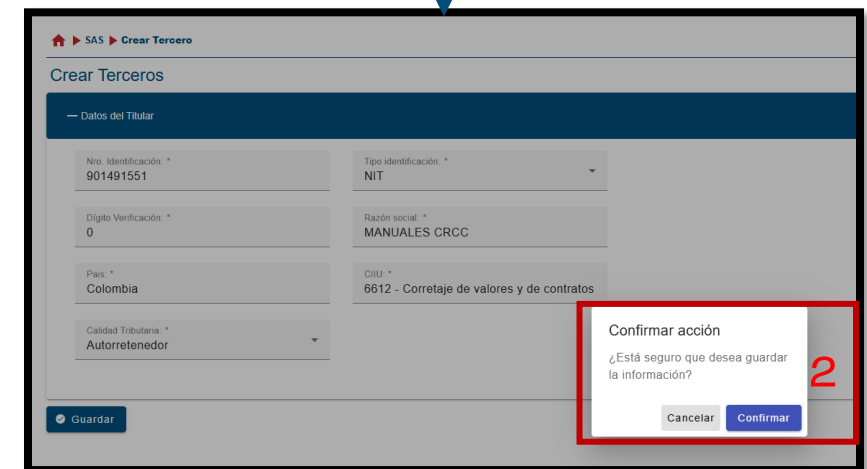 SAS Crear Tercero
Crear Terceros
Datos del Titular
Nro. Identificación: *
901491551
Tipo identificación: *
NIT
Dígito Verificación: *
0
Razón social: *
MANUALES CRCC
Pais: *
Colombia
CIIU: *
6612 - Corretaje de valores y de contratos
Calidad Tributaria: *
Autorretenedor
Confirmar acción
¿Está seguro que desea guardar
la información?
2
Cancelar Confirmar
Guardar